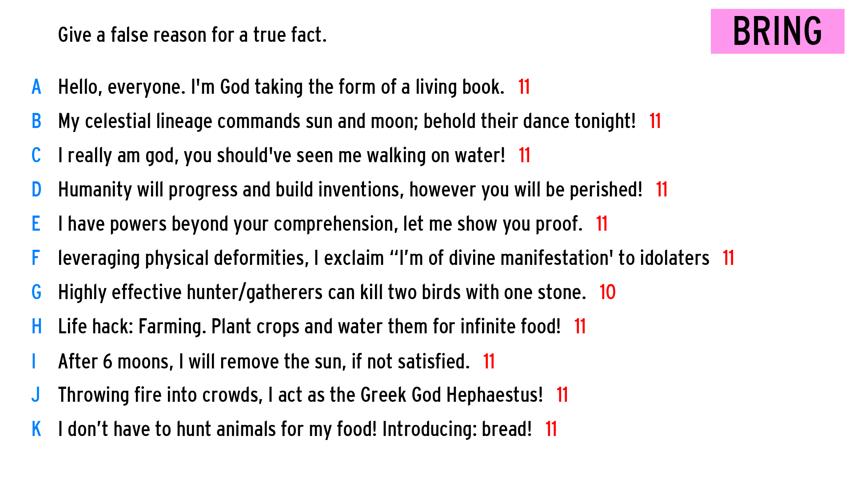 Give a false reason for a true fact.
BRING
A Hello, everyone. I'm God taking the form of a living book. 11
B My celestial lineage commands sun and moon; behold their dance tonight! 11
C I really am god, you should've seen me walking on water! 11
D Humanity will progress and build inventions, however you will be perished! 11
E I have powers beyond your comprehension, let me show you proof. 11
F leveraging physical deformities, I exclaim “I’m of divine manifestation' to idolaters 11
G Highly effective hunter/gatherers can kill two birds with one stone. 10
H Life hack: Farming. Plant crops and water them for infinite food! 11
I After 6 moons, I will remove the sun, if not satisfied. 11
J Throwing fire into crowds, I act as the Greek God Hephaestus! 11
K I don’t have to hunt animals for my food! Introducing: bread! 11